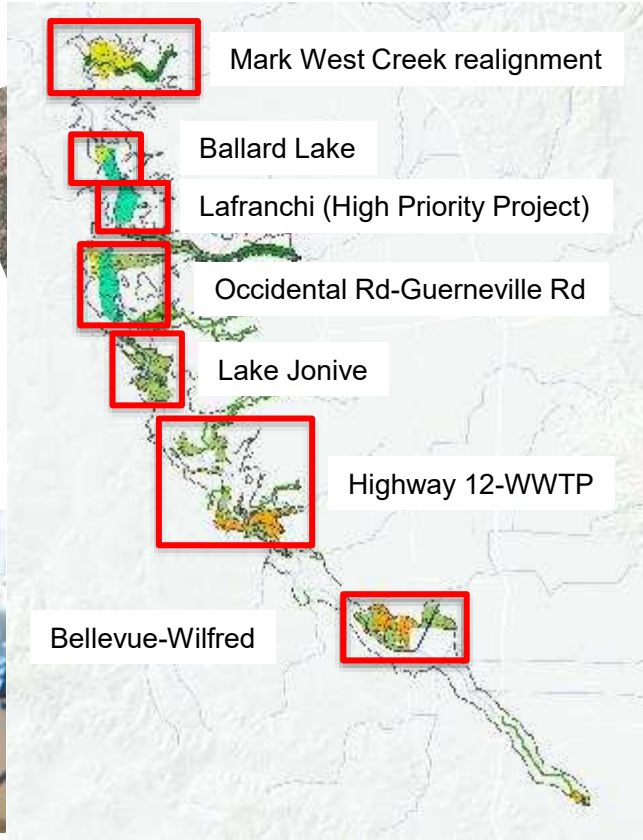 Mark West Creek realignment
Ballard Lake
Lafranchi (High Priority Project)
Occidental Rd-Guerneville Rd
Lake Jonive
Highway 12-WWTP
Bellevue-Wilfred